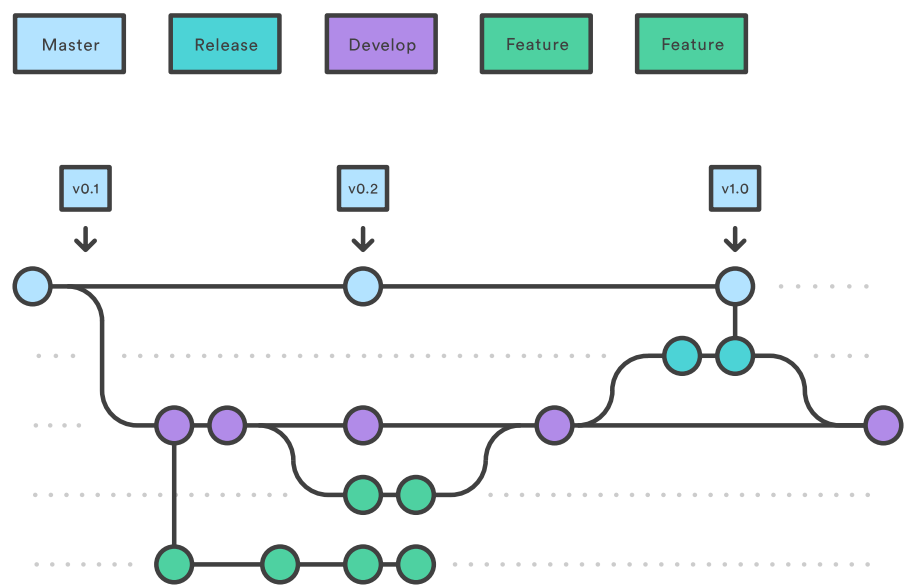 Master
Release
Develop
Feature
Feature
v0.1
v0.2
v1.0